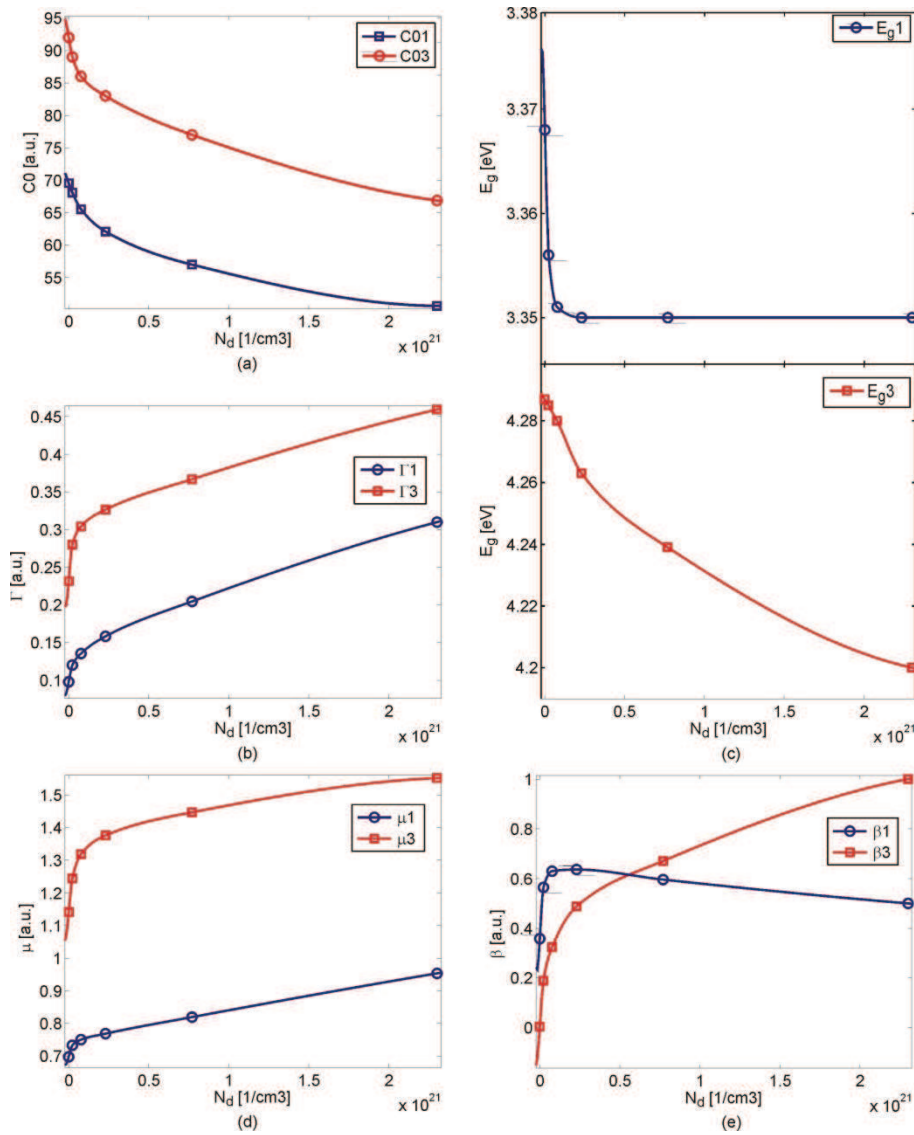 95
90
85
80
75
70
65
60
55
C0 [a.u.]
C01
C03
0 0.5 1 1.5 2
N_d [1/cm3]
x 10^21
(a)
3.38
3.37
3.36
3.35
E_g [eV]
E_g1
4.28
4.26
4.24
4.22
4.2
E_g [eV]
E_g3
0 0.5 1 1.5 2
N_d [1/cm3]
x 10^21
(c)
0.45
0.4
0.35
0.3
0.25
0.2
0.15
0.1
Γ [a.u.]
Γ1
Γ3
0 0.5 1 1.5 2
N_d [1/cm3]
x 10^21
(b)
1.5
1.4
1.3
1.2
1.1
1
0.9
0.8
0.7
μ [a.u.]
μ1
μ3
0 0.5 1 1.5 2
N_d [1/cm3]
x 10^21
(d)
1
0.8
0.6
0.4
0.2
0
β [a.u.]
β1
β3
0 0.5 1 1.5 2
N_d [1/cm3]
x 10^21
(e)